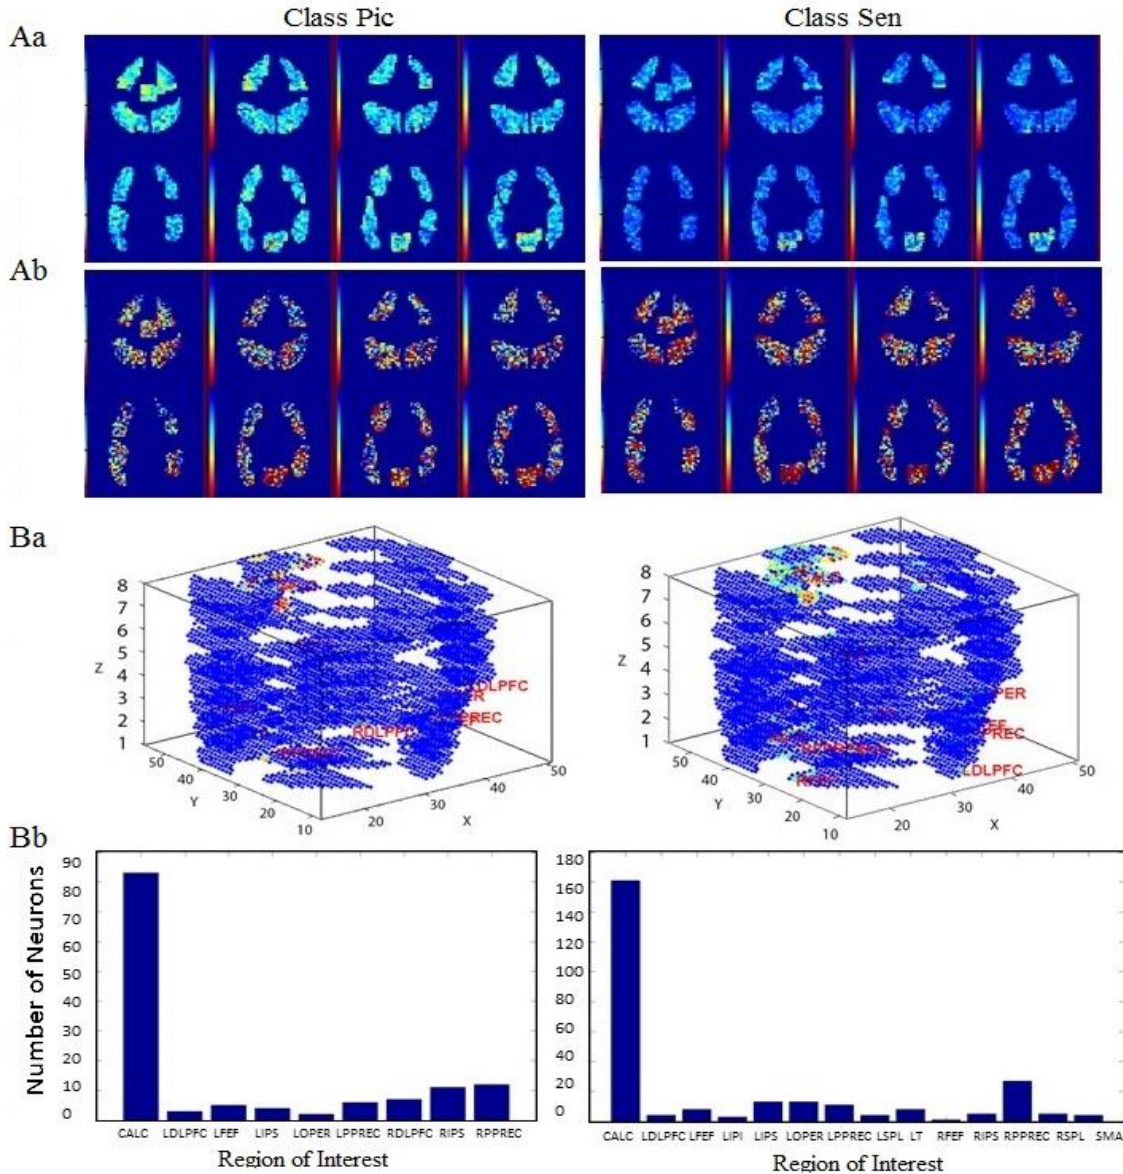 Class Pic Class Sen
Aa
Ab
Ba
8 7 6 5 4 3 2 1
Z
50 40 30 20 10
Y
20 30 40 50
X
LDLPFC
RDLPFC
8 7 6 5 4 3 2 1
Z
50 40 30 20 10
Y
20 30 40 50
X
LDLPFC
Bb
Number of Neurons
90
80
70
60
50
40
30
20
10
0
CALC LDLPFC LFEF LIPS LOPER LPPREC RDLPFC RIPS RPPREC
Region of Interest
180
160
140
120
100
80
60
40
20
0
CALC LDLPFC LFEF LIPI LIPS LOPER LPPREC LSPL LT RFEF RIPS RPPREC RSPL SMA
Region of Interest